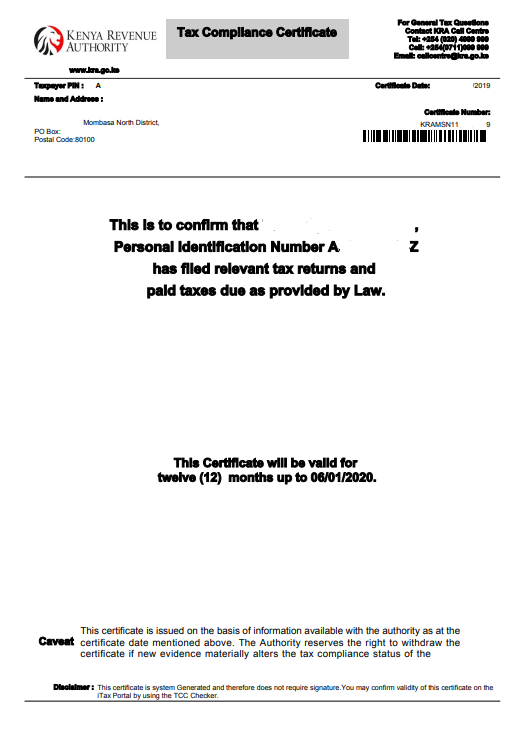 KENYA REVENUE
AUTHORITY
www.kra.go.ke
Tax Compliance Certificate
For General Tax Questions
Contact KRA Call Centre
Tel: +254 (020) 4999 999
Cell: +254(0711)099 999
Email: callcentre@kra.go.ke
Taxpayer PIN : A
Certificate Date: /2019
Name and Address :
Certificate Number:
Mombasa North District,
KRAMSN11 9
PO Box:
Postal Code:80100
This is to confirm that ,
Personal Identification Number A Z
has filed relevant tax returns and
paid taxes due as provided by Law.
This Certificate will be valid for
twelve (12) months up to 06/01/2020.
Caveat
This certificate is issued on the basis of information available with the authority as at the
certificate date mentioned above. The Authority reserves the right to withdraw the
certificate if new evidence materially alters the tax compliance status of the
Disclaimer : This certificate is system Generated and therefore does not require signature.You may confirm validity of this certificate on the
iTax Portal by using the TCC Checker.